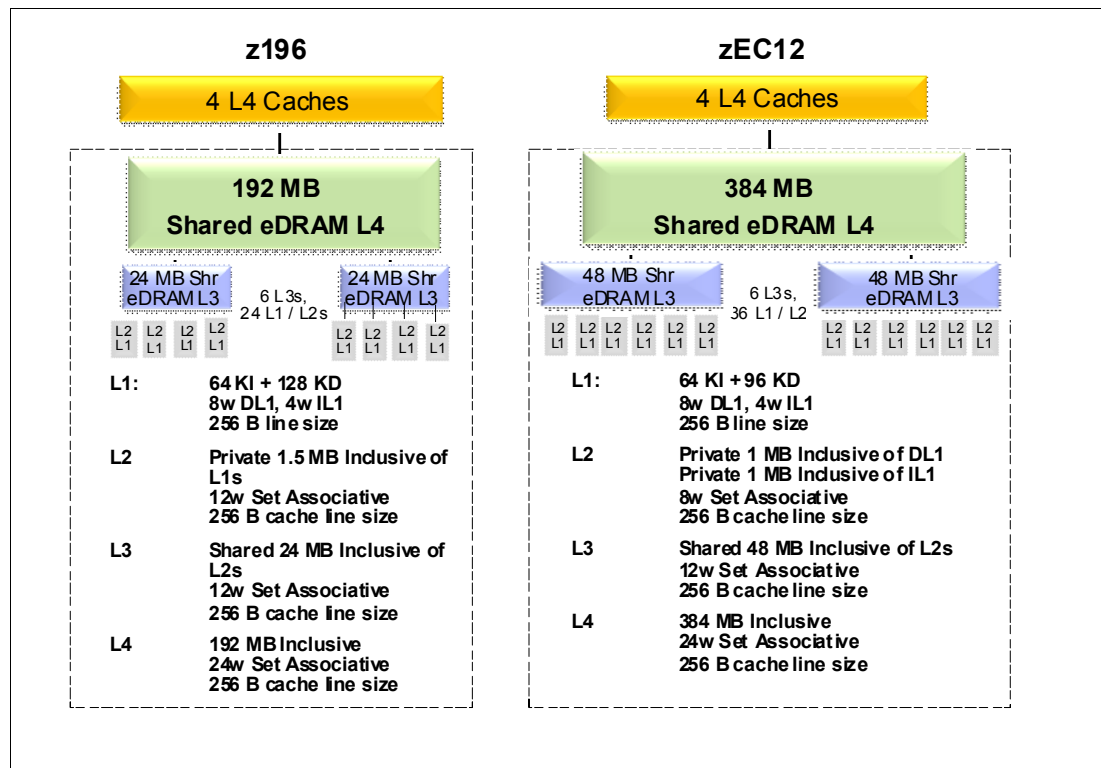 z196
4 L4 Caches
192 MB
Shared eDRAM L4
24 MB Shr
eDRAM L3
6 L3s,
24 L1 / L2s
24 MB Shr
eDRAM L3
L2
L1
L2
L1
L2
L1
L2
L1
L2
L1
L2
L1
L2
L1
L2
L1
L1:
64 KI + 128 KD
8w DL1, 4w IL1
256 B line size
L2
Private 1.5 MB Inclusive of
L1s
12w Set Associative
256 B cache line size
L3
Shared 24 MB Inclusive of
L2s
12w Set Associative
256 B cache line size
L4
192 MB Inclusive
24w Set Associative
256 B cache line size
zEC12
4 L4 Caches
384 MB
Shared eDRAM L4
48 MB Shr
eDRAM L3
6 L3s,
36 L1 / L2
48 MB Shr
eDRAM L3
L2
L1
L2
L1
L2
L1
L2
L1
L2
L1
L2
L1
L2
L1
L2
L1
L2
L1
L2
L1
L2
L1
L2
L1
L1:
64 KI + 96 KD
8w DL1, 4w IL1
256 B line size
L2
Private 1 MB Inclusive of DL1
Private 1 MB Inclusive of IL1
8w Set Associative
256 B cache line size
L3
Shared 48 MB Inclusive of L2s
12w Set Associative
256 B cache line size
L4
384 MB Inclusive
24w Set Associative
256 B cache line size